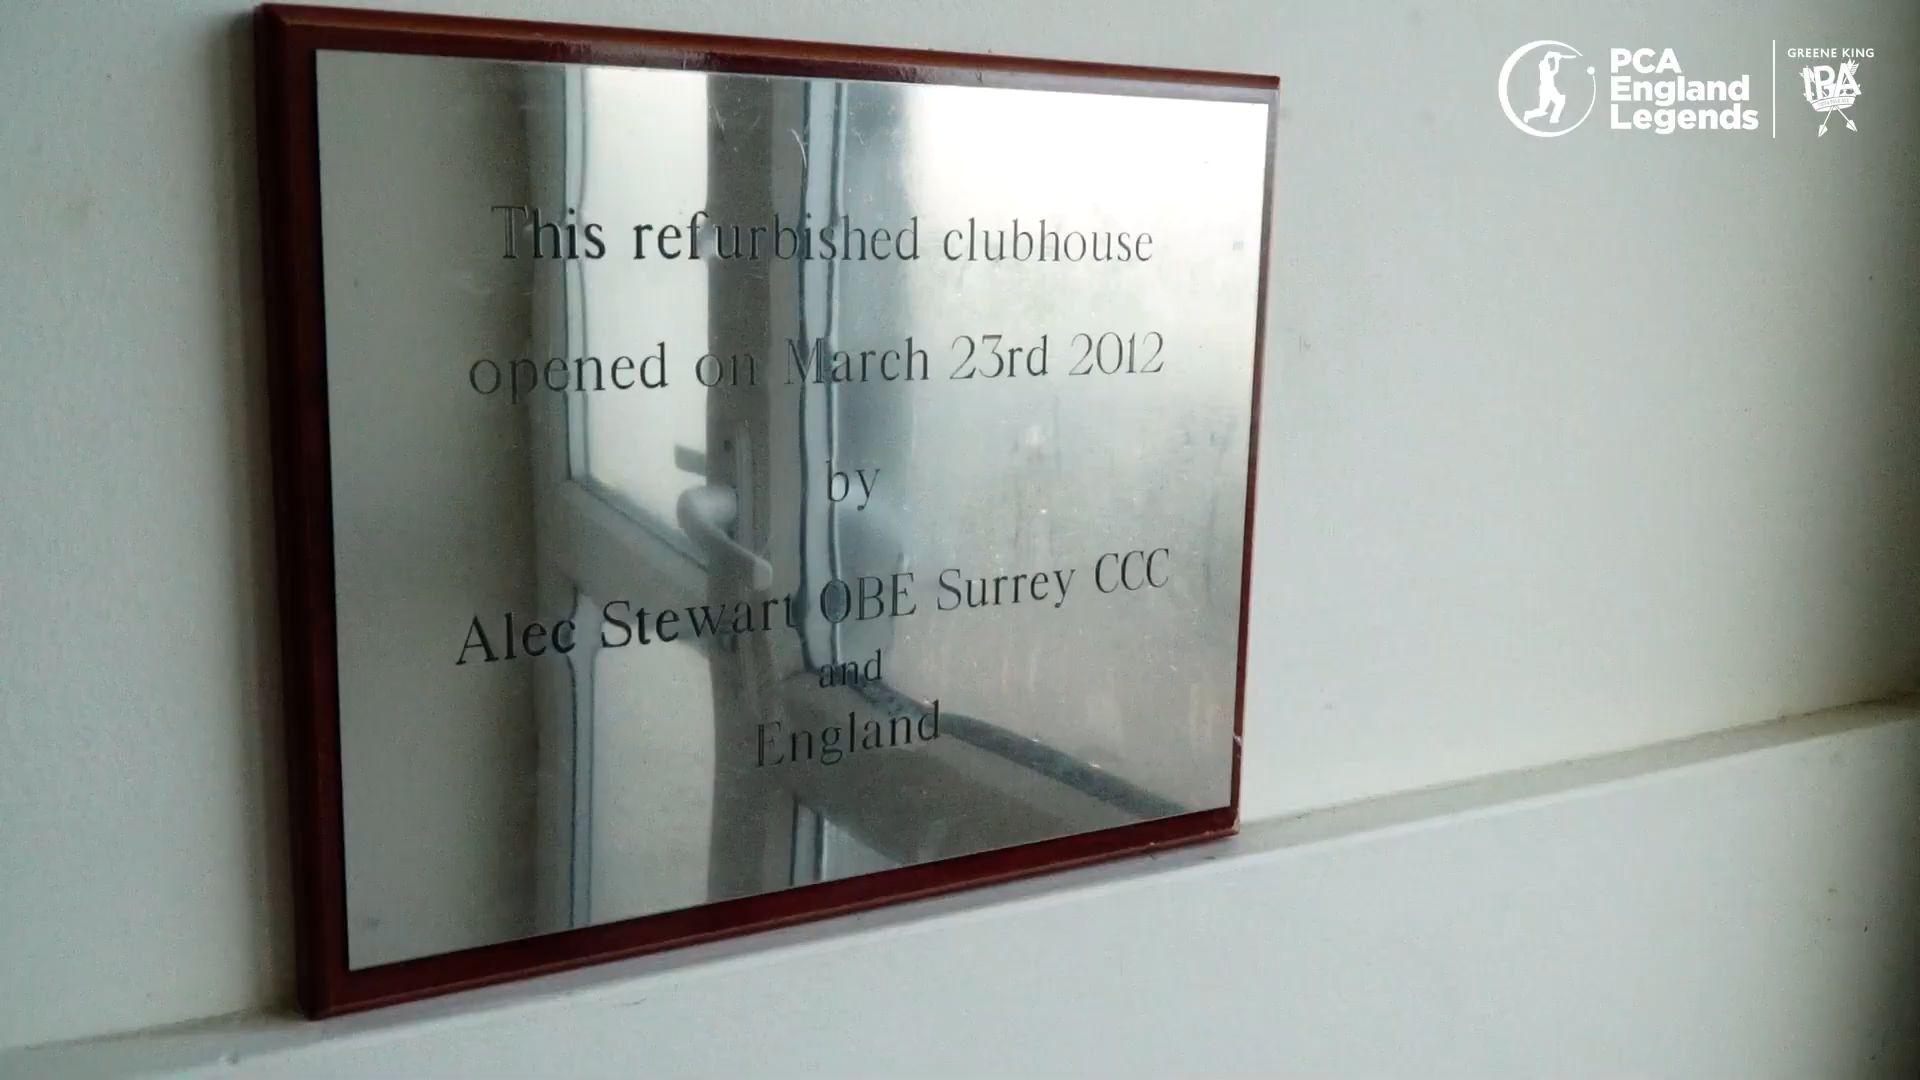 This refurbished clubhouse
opened on March 23rd 2012
by
Alec Stewart OBE Surrey CCC
and
England
PCA
England
Legends
GREENE KING
IPA